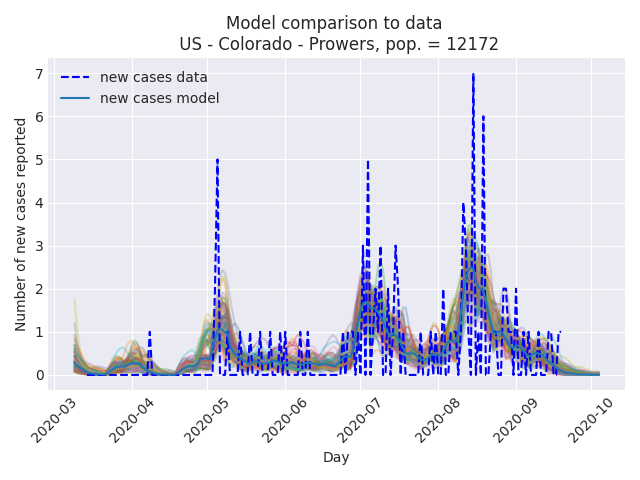 Model comparison to data
US - Colorado - Prowers, pop. = 12172
new cases data
new cases model
Number of new cases reported
7
6
5
4
3
2
1
0
2020-03
2020-04
2020-05
2020-06
2020-07
2020-08
2020-09
2020-10
Day